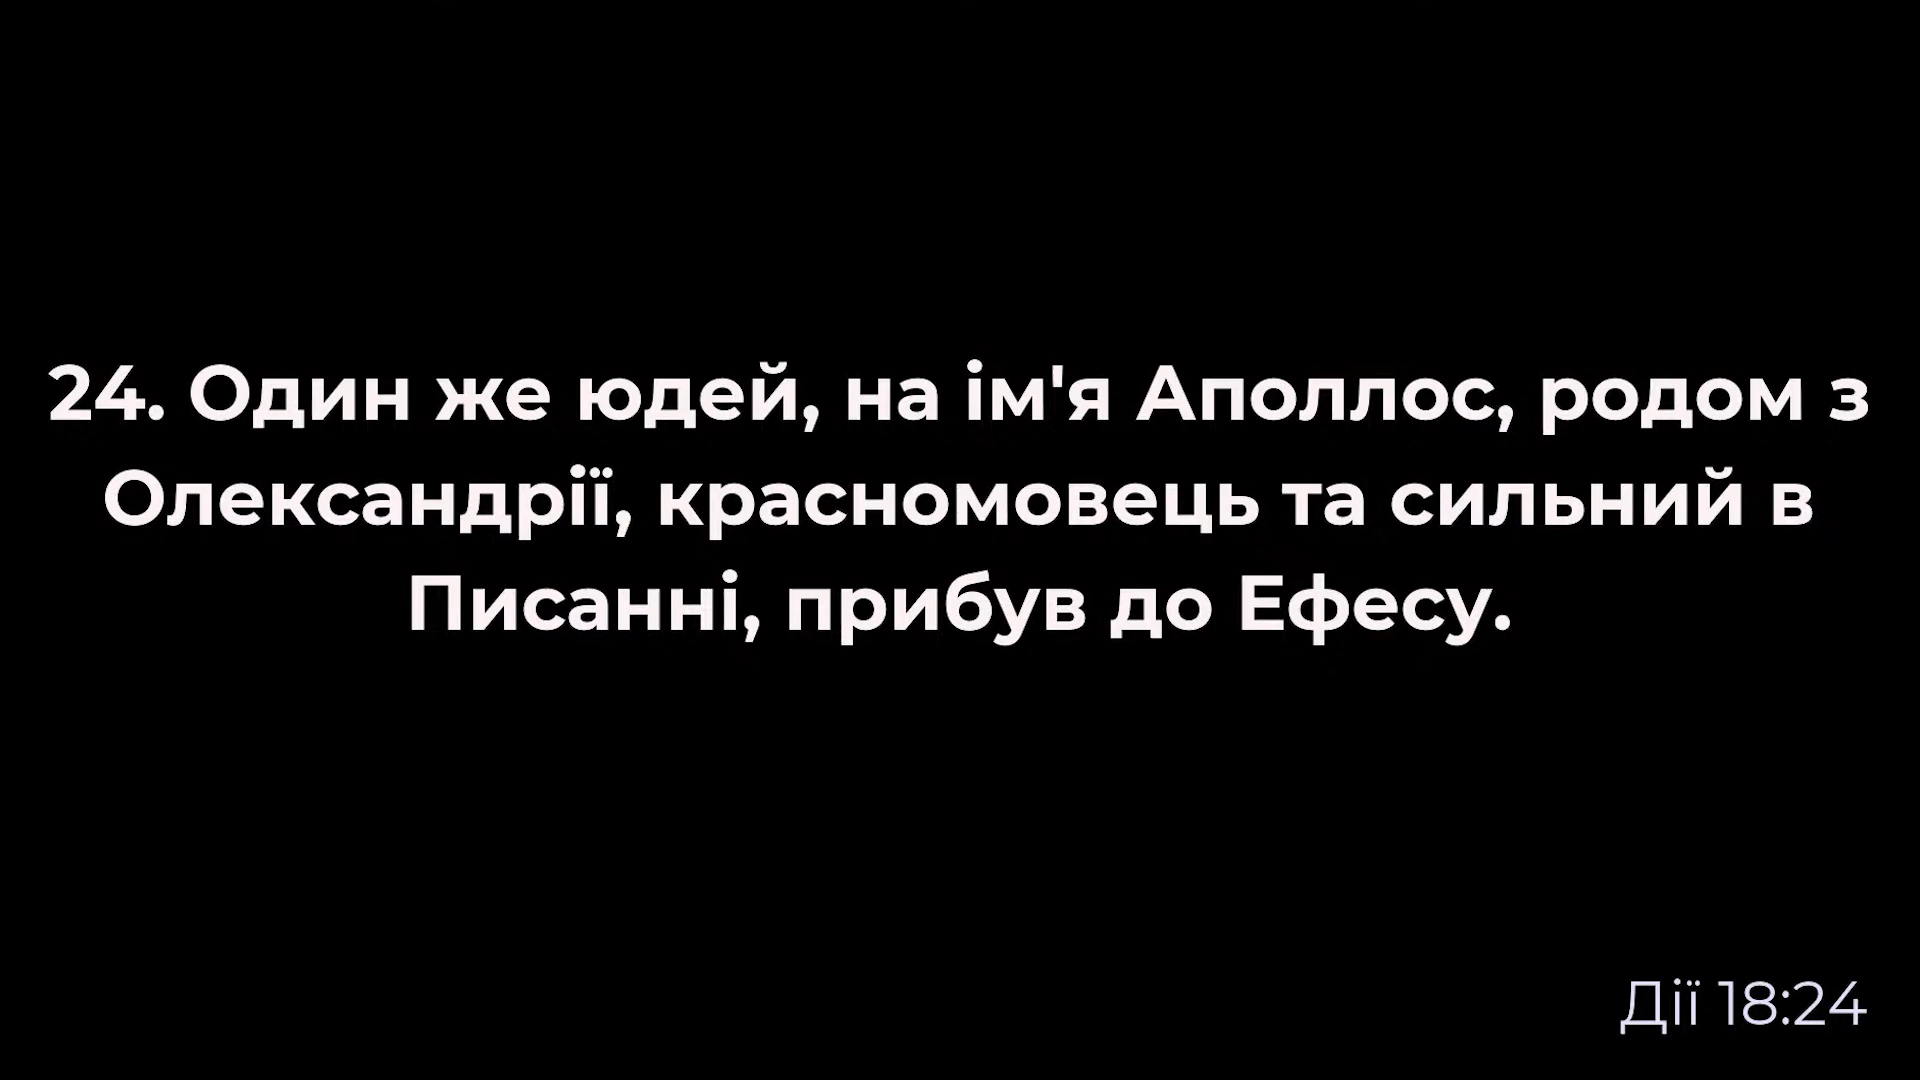 24. Один же юдей, на ім'я Аполлос, родом з
Олександрії, красномовець та сильний в
Писанні, прибув до Ефесу.
Дії 18:24